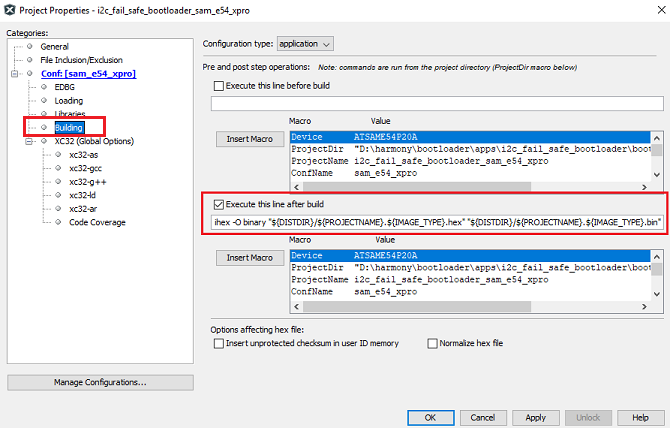 Project Properties - i2c_fail_safe_bootloader_sam_e54_xpro
Categories:
General
File Inclusion/Exclusion
Conf: [sam_e54_xpro]
EDBG
Loading
Libraries
Building
XC32 (Global Options)
xc32-as
xc32-gcc
xc32-g++
xc32-ld
xc32-ar
Code Coverage
Manage Configurations...
Configuration type: application
Pre and post step operations: Note: commands are run from the project directory (ProjectDir macro below)
Execute this line before build
Insert Macro
Macro Value
Device ATSAME54P20A
ProjectDir "D:\harmony\bootloader\apps\i2c_fail_safe_bootloader\boot
ProjectName i2c_fail_safe_bootloader_sam_e54_xpro
ConfName sam_e54_xpro
Execute this line after build
ihex -O binary "${DISTDIR}/${PROJECTNAME}.${IMAGE_TYPE}.hex" "${DISTDIR}/${PROJECTNAME}.${IMAGE_TYPE}.bin"
Insert Macro
Macro Value
Device ATSAME54P20A
ProjectDir "D:\harmony\bootloader\apps\i2c_fail_safe_bootloader\boot
ProjectName i2c_fail_safe_bootloader_sam_e54_xpro
ConfName sam_e54_xpro
Options affecting hex file:
Insert unprotected checksum in user ID memory
Normalize hex file
OK Cancel Apply Unlock Help